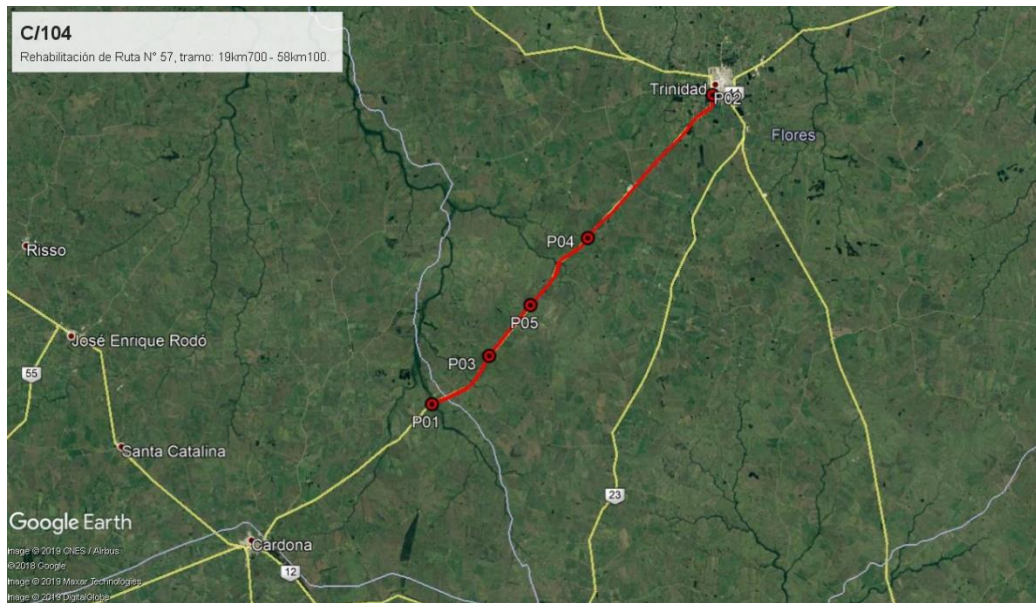 C/104
Rehabilitación de Ruta N° 57, tramo: 19km700 - 58km100.
Trinidad
P02
Flores
P04
Risso
P05
José Enrique Rodó
P03
55
P01
Santa Catalina
23
Google Earth
Cardona
12
Image © 2019 CNES / Airbus
©2018 Google
Image © 2019 Maxar Technologies
Image © 2019 DigitalGlobe